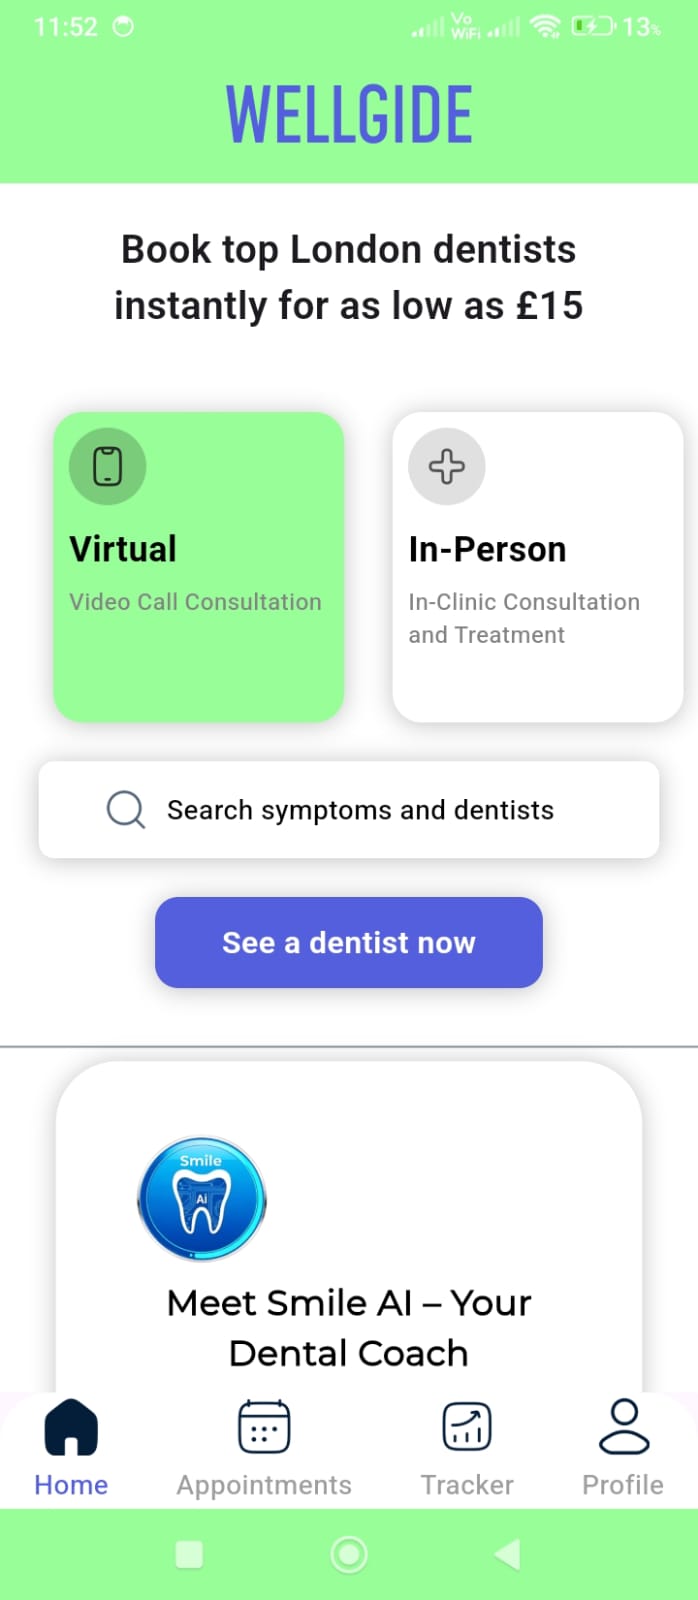 11:52
Vo
WiFi
13%
WELLGIDE
Book top London dentists
instantly for as low as £15
Virtual
Video Call Consultation
In-Person
In-Clinic Consultation
and Treatment
Search symptoms and dentists
See a dentist now
Smile
Ai
Meet Smile AI – Your
Dental Coach
Home
Appointments
Tracker
Profile